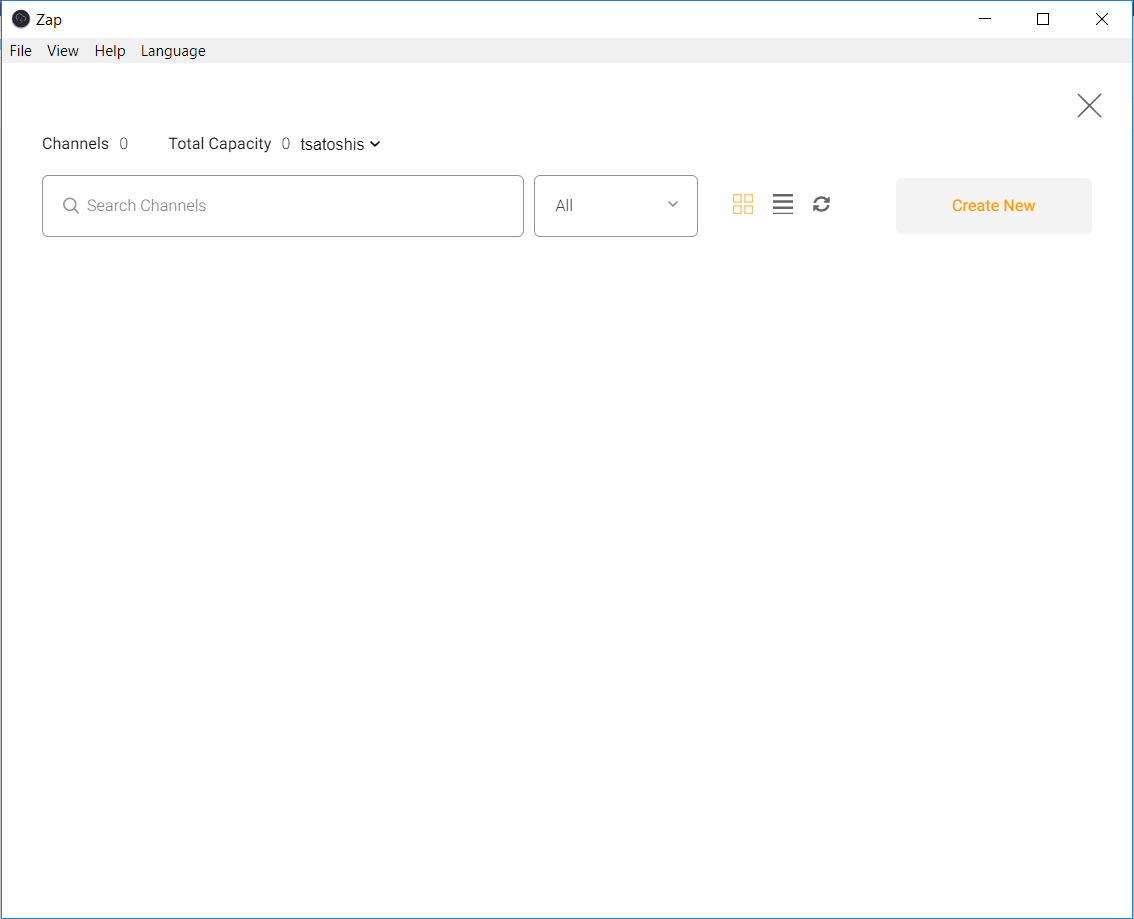 Zap
File View Help Language
Channels 0 Total Capacity 0 tsatoshis
Search Channels All Create New